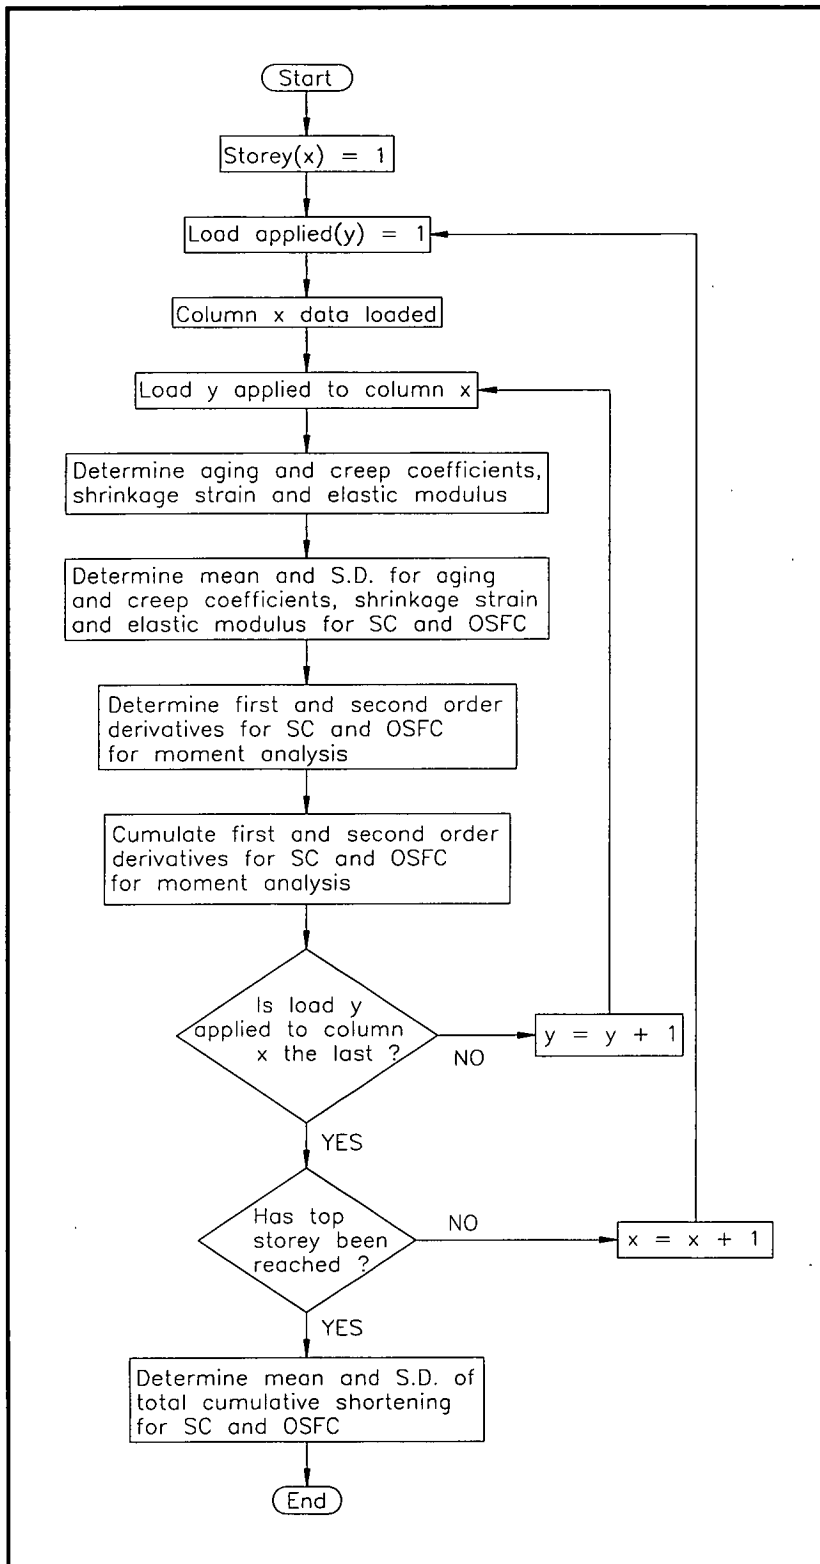 Start
Storey(x) = 1
Load applied(y) = 1
Column x data loaded
Load y applied to column x
Determine aging and creep coefficients,
shrinkage strain and elastic modulus
Determine mean and S.D. for aging
and creep coefficients, shrinkage strain
and elastic modulus for SC and OSFC
Determine first and second order
derivatives for SC and OSFC
for moment analysis
Cumulate first and second order
derivatives for SC and OSFC
for moment analysis
Is load y
applied to column
x the last ?
NO
y = y + 1
YES
Has top
storey been
reached ?
NO
x = x + 1
YES
Determine mean and S.D. of
total cumulative shortening
for SC and OSFC
End